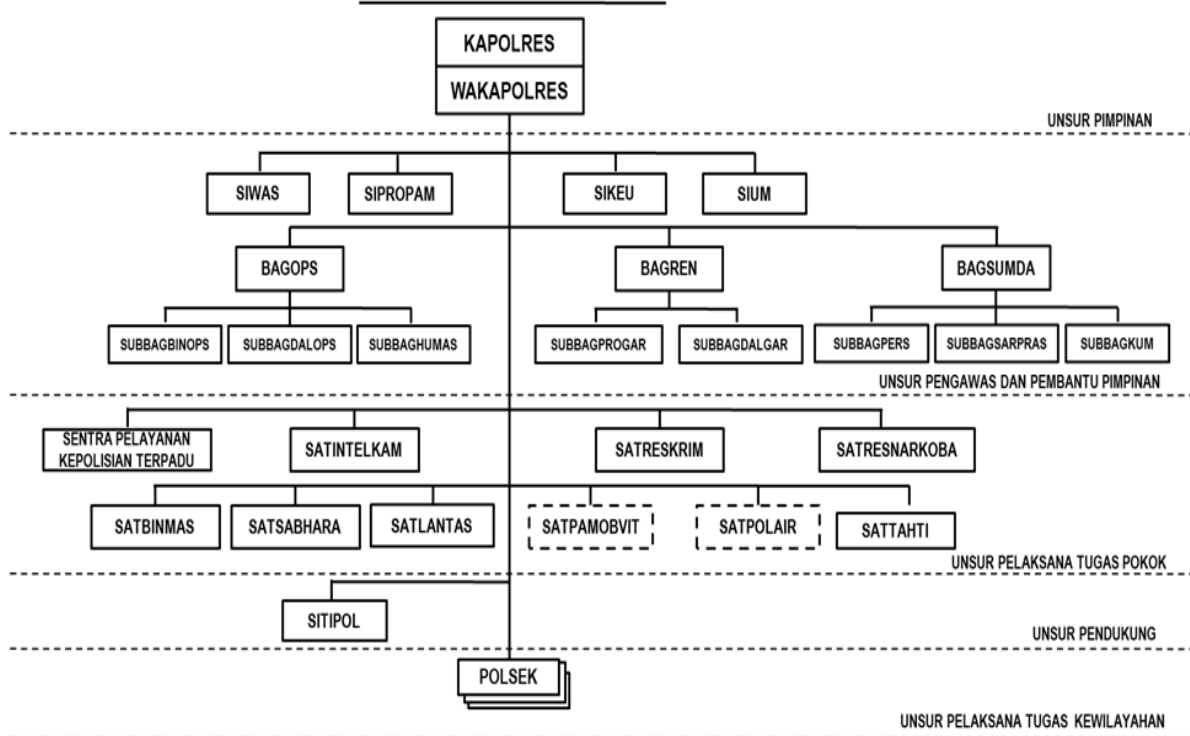 KAPOLRES
WAKAPOLRES
UNSUR PIMPINAN
SIWAS
SIPROPAM
SIKEU
SIUM
BAGOPS
BAGREN
BAGSUMDA
SUBBAGBINOPS
SUBBAGDALOPS
SUBBAGHUMAS
SUBBAGPROGAR
SUBBAGDALGAR
SUBBAGPERS
SUBBAGSARPRAS
SUBBAGKUM
UNSUR PENGAWAS DAN PEMBANTU PIMPINAN
SENTRA PELAYANAN
KEPOLISIAN TERPADU
SATINTELKAM
SATRESKRIM
SATRESNARKOBA
SATBINMAS
SATSABHARA
SATLANTAS
SATPAMOBVIT
SATPOLAIR
SATTAHTI
UNSUR PELAKSANA TUGAS POKOK
SITIPOL
UNSUR PENDUKUNG
POLSEK
UNSUR PELAKSANA TUGAS KEWILAYAHAN